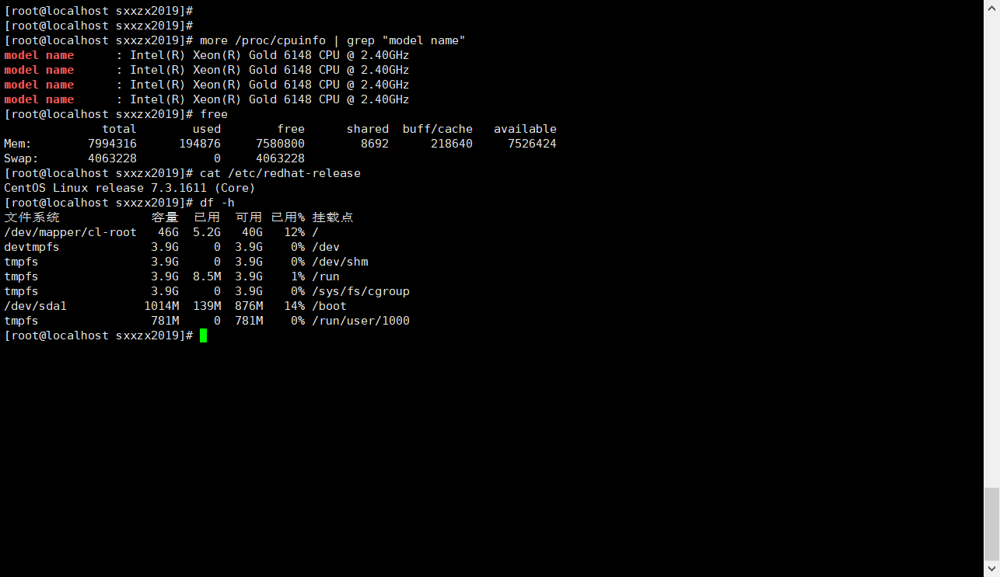 [root@localhost sxxzx2019]#
[root@localhost sxxzx2019]#
[root@localhost sxxzx2019]# more /proc/cpuinfo | grep "model name"
model name      : Intel(R) Xeon(R) Gold 6148 CPU @ 2.40GHz
model name      : Intel(R) Xeon(R) Gold 6148 CPU @ 2.40GHz
model name      : Intel(R) Xeon(R) Gold 6148 CPU @ 2.40GHz
model name      : Intel(R) Xeon(R) Gold 6148 CPU @ 2.40GHz
[root@localhost sxxzx2019]# free
              total        used        free      shared  buff/cache   available
Mem:        7994316      194876     7580800        8692      218640     7526424
Swap:       4063228           0     4063228
[root@localhost sxxzx2019]# cat /etc/redhat-release
CentOS Linux release 7.3.1611 (Core)
[root@localhost sxxzx2019]# df -h
文件系统             容量  已用  可用 已用% 挂载点
/dev/mapper/cl-root   46G  5.2G   40G   12% /
devtmpfs             3.9G     0  3.9G    0% /dev
tmpfs                3.9G     0  3.9G    0% /dev/shm
tmpfs                3.9G  8.5M  3.9G    1% /run
tmpfs                3.9G     0  3.9G    0% /sys/fs/cgroup
/dev/sda1           1014M  139M  876M   14% /boot
tmpfs                781M     0  781M    0% /run/user/1000
[root@localhost sxxzx2019]#